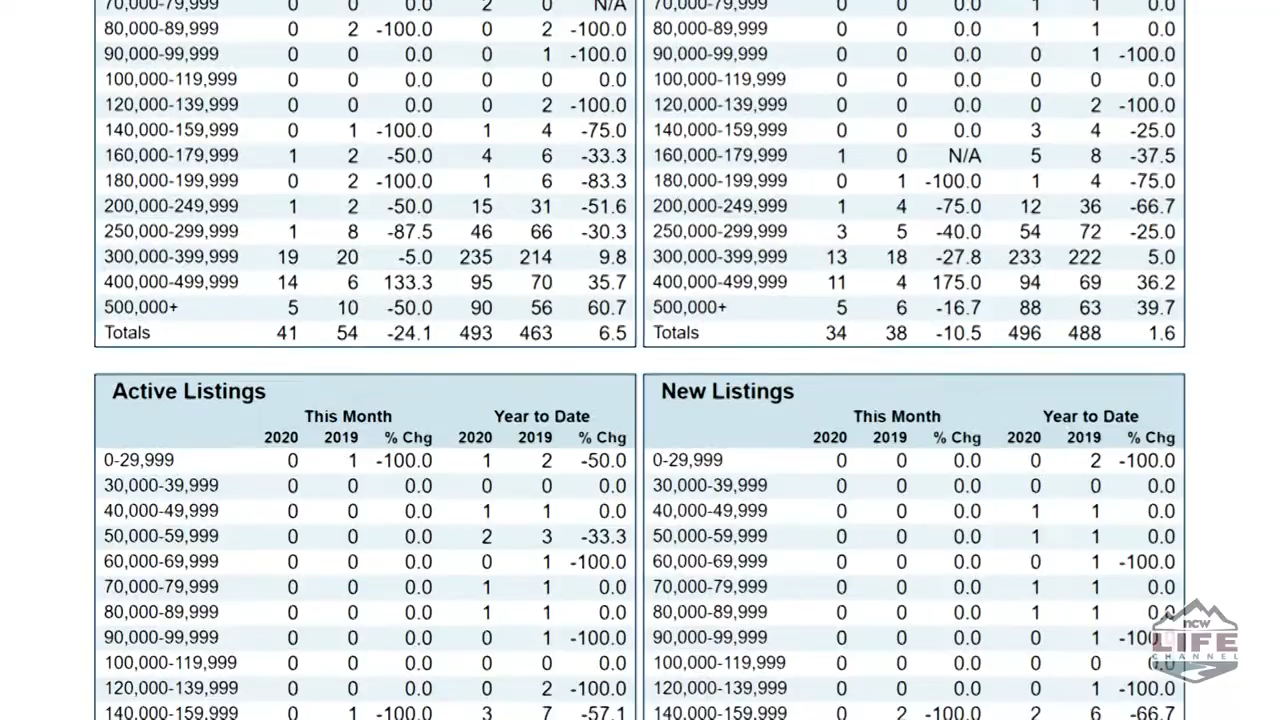 70,000-79,999 0 0 0.0 2 0 N/A
80,000-89,999 0 2 -100.0 0 2 -100.0
90,000-99,999 0 0 0.0 0 1 -100.0
100,000-119,999 0 0 0.0 0 0 0.0
120,000-139,999 0 0 0.0 0 2 -100.0
140,000-159,999 0 1 -100.0 1 4 -75.0
160,000-179,999 1 2 -50.0 4 6 -33.3
180,000-199,999 0 2 -100.0 1 6 -83.3
200,000-249,999 1 2 -50.0 15 31 -51.6
250,000-299,999 1 8 -87.5 46 66 -30.3
300,000-399,999 19 20 -5.0 235 214 9.8
400,000-499,999 14 6 133.3 95 70 35.7
500,000+ 5 10 -50.0 90 56 60.7
Totals 41 54 -24.1 493 463 6.5
70,000-79,999 0 0 0.0 1 1 0.0
80,000-89,999 0 0 0.0 1 1 0.0
90,000-99,999 0 0 0.0 0 1 -100.0
100,000-119,999 0 0 0.0 0 0 0.0
120,000-139,999 0 0 0.0 0 2 -100.0
140,000-159,999 0 0 0.0 3 4 -25.0
160,000-179,999 1 0 N/A 5 8 -37.5
180,000-199,999 0 1 -100.0 1 4 -75.0
200,000-249,999 1 4 -75.0 12 36 -66.7
250,000-299,999 3 5 -40.0 54 72 -25.0
300,000-399,999 13 18 -27.8 233 222 5.0
400,000-499,999 11 4 175.0 94 69 36.2
500,000+ 5 6 -16.7 88 63 39.7
Totals 34 38 -10.5 496 488 1.6
Active Listings
This Month Year to Date
2020 2019 % Chg 2020 2019 % Chg
0-29,999 0 1 -100.0 1 2 -50.0
30,000-39,999 0 0 0.0 0 0 0.0
40,000-49,999 0 0 0.0 1 1 0.0
50,000-59,999 0 0 0.0 2 3 -33.3
60,000-69,999 0 0 0.0 0 1 -100.0
70,000-79,999 0 0 0.0 1 1 0.0
80,000-89,999 0 0 0.0 1 1 0.0
90,000-99,999 0 0 0.0 0 1 -100.0
100,000-119,999 0 0 0.0 0 0 0.0
120,000-139,999 0 0 0.0 0 2 -100.0
140,000-159,999 0 1 -100.0 3 7 -57.1
New Listings
This Month Year to Date
2020 2019 % Chg 2020 2019 % Chg
0-29,999 0 0 0.0 0 2 -100.0
30,000-39,999 0 0 0.0 0 0 0.0
40,000-49,999 0 0 0.0 1 1 0.0
50,000-59,999 0 0 0.0 1 1 0.0
60,000-69,999 0 0 0.0 0 1 -100.0
70,000-79,999 0 0 0.0 1 1 0.0
80,000-89,999 0 0 0.0 1 1 0.0
90,000-99,999 0 0 0.0 0 1 -100
100,000-119,999 0 0 0.0 0 0 0.0
120,000-139,999 0 0 0.0 0 1 -100.0
140,000-159,999 0 2 -100.0 2 6 -66.7
ncw
LIFE
CHANNEL